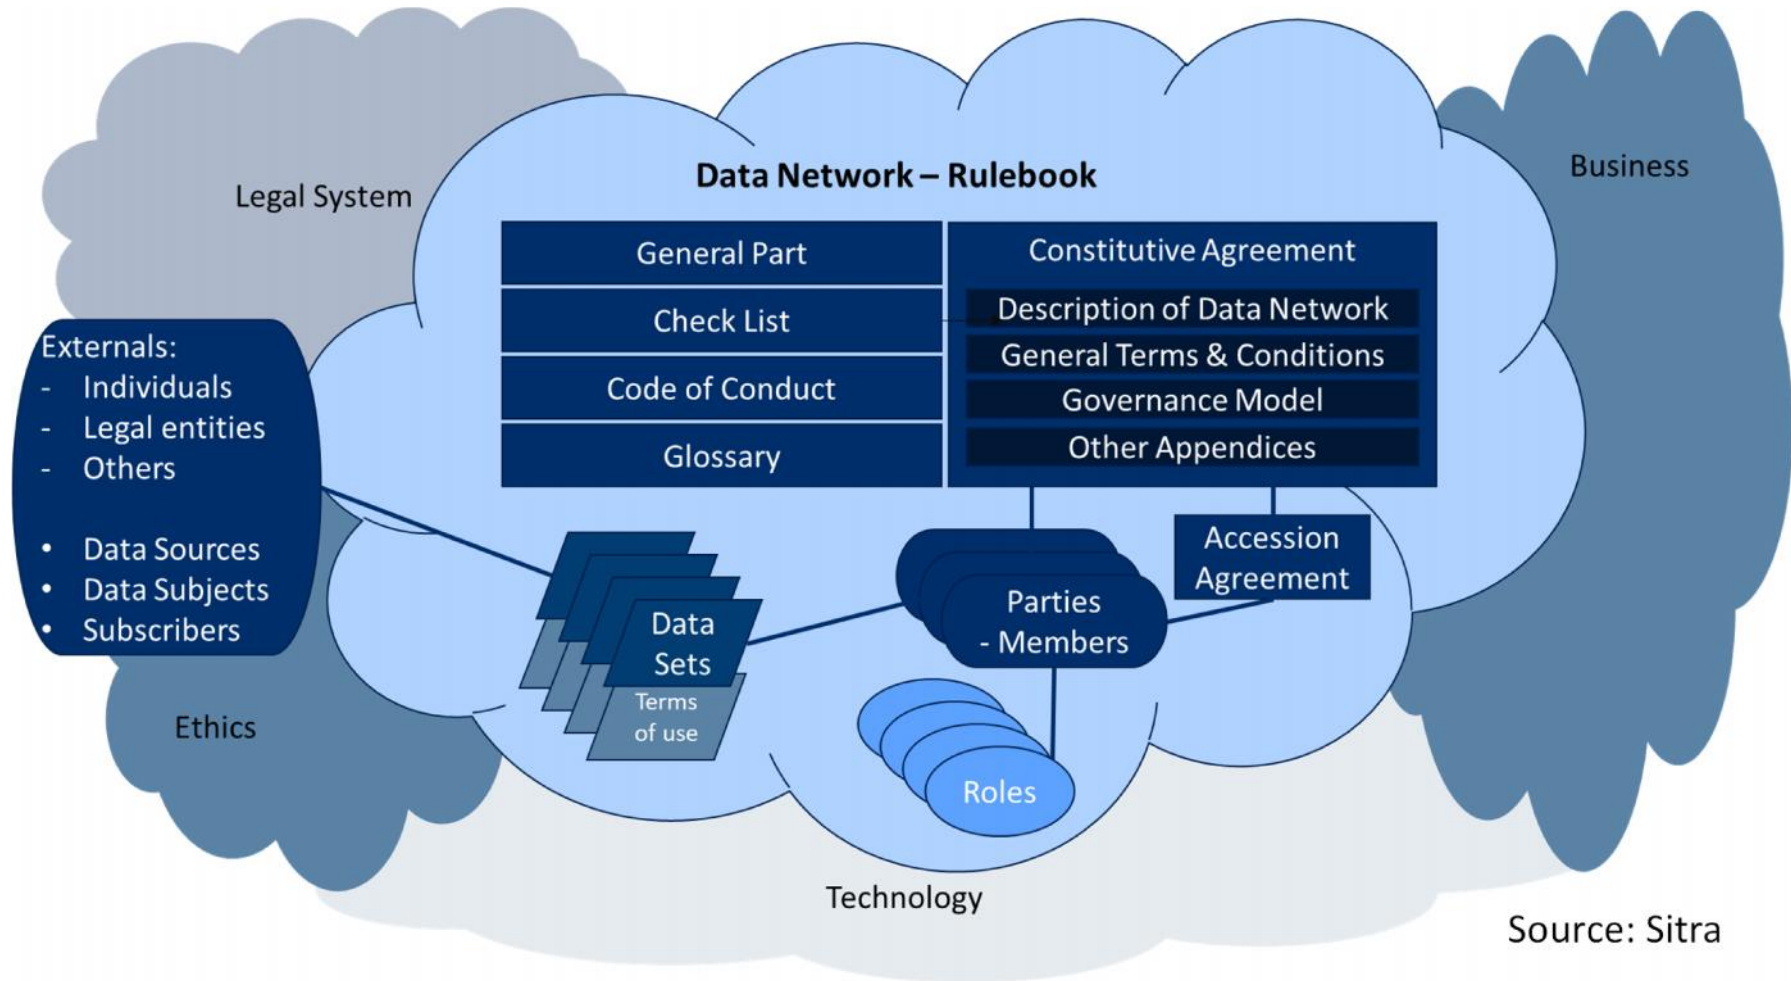 Data Network – Rulebook
Legal System
Business
General Part
Check List
Code of Conduct
Glossary
Constitutive Agreement
Description of Data Network
General Terms & Conditions
Governance Model
Other Appendices
Externals:
- Individuals
- Legal entities
- Others
• Data Sources
• Data Subjects
• Subscribers
Accession
Agreement
Parties
- Members
Data
Sets
Terms
of use
Roles
Ethics
Technology
Source: Sitra